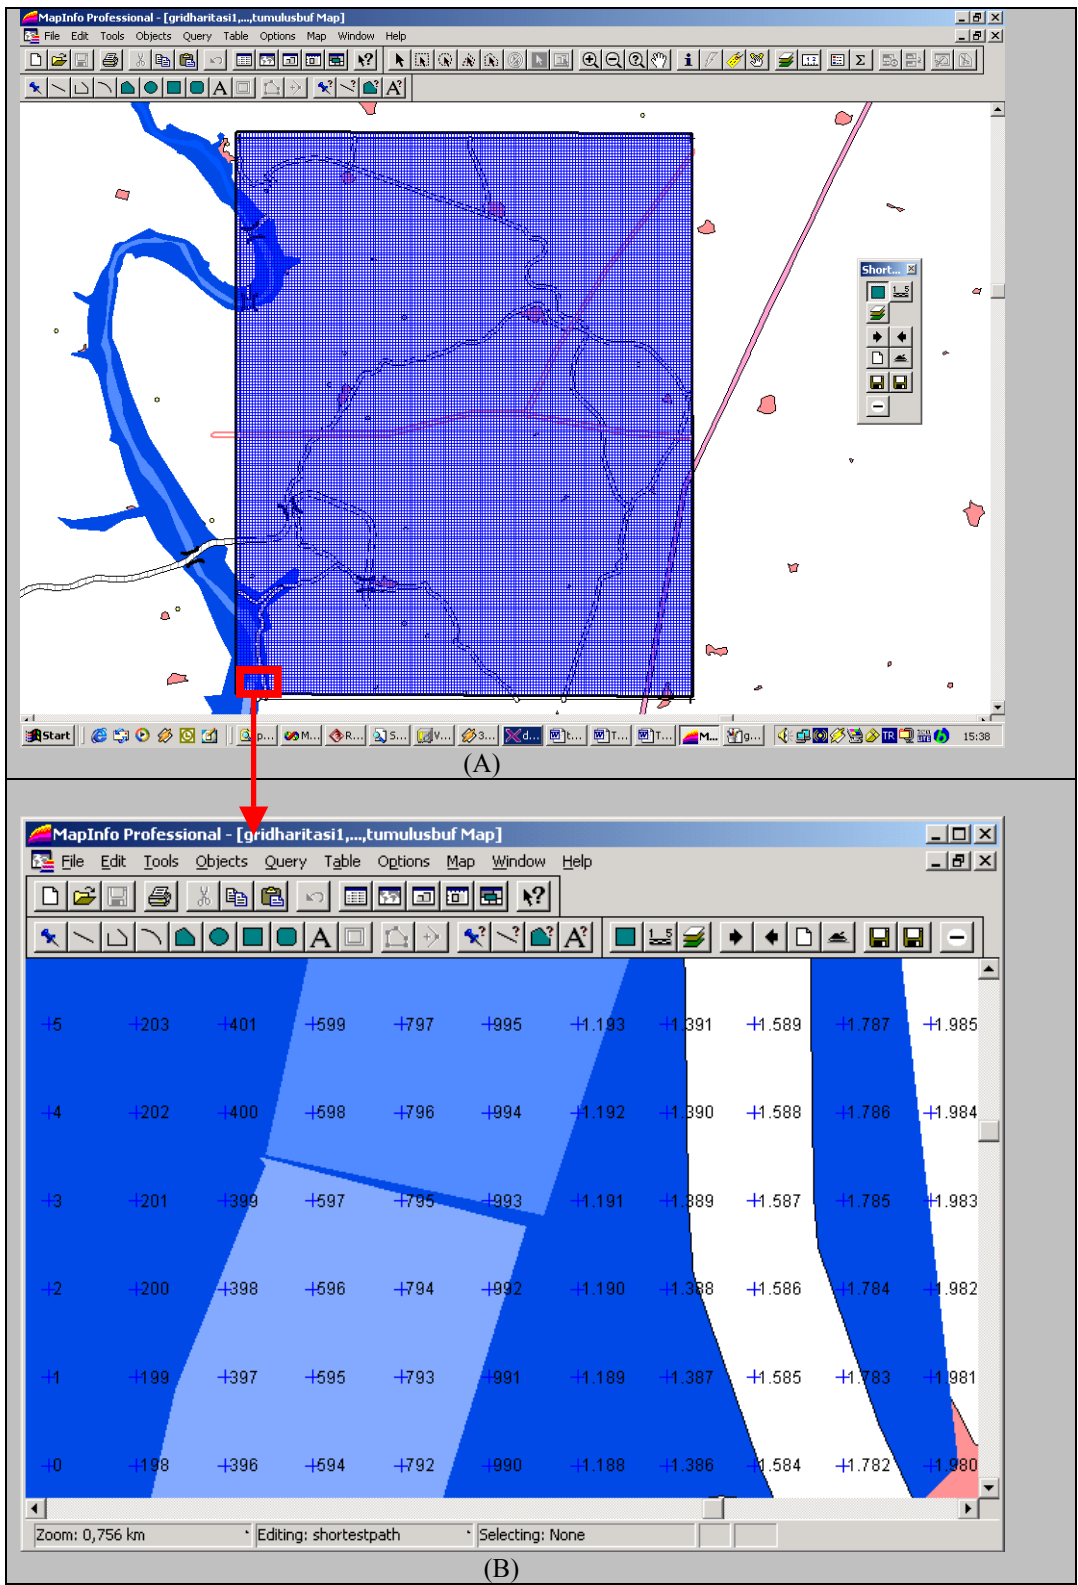 MapInfo Professional - [gridharitasi1,...,tumulusbuf Map]
File Edit Tools Objects Query Table Options Map Window Help
Short...
Start p... M... R... S... V... 3... d... t... T... T... M... g... TR 15:38
(A)
MapInfo Professional - [gridharitasi1,...,tumulusbuf Map]
File Edit Tools Objects Query Table Options Map Window Help
5 203 401 599 797 995 1.193 1.391 1.589 1.787 1.985
4 202 400 598 796 994 1.192 1.390 1.588 1.786 1.984
3 201 399 597 795 993 1.191 1.389 1.587 1.785 1.983
2 200 398 596 794 992 1.190 1.388 1.586 1.784 1.982
1 199 397 595 793 991 1.189 1.387 1.585 1.783 1.981
0 198 396 594 792 990 1.188 1.386 1.584 1.782 1.980
Zoom: 0,756 km Editing: shortestpath Selecting: None
(B)